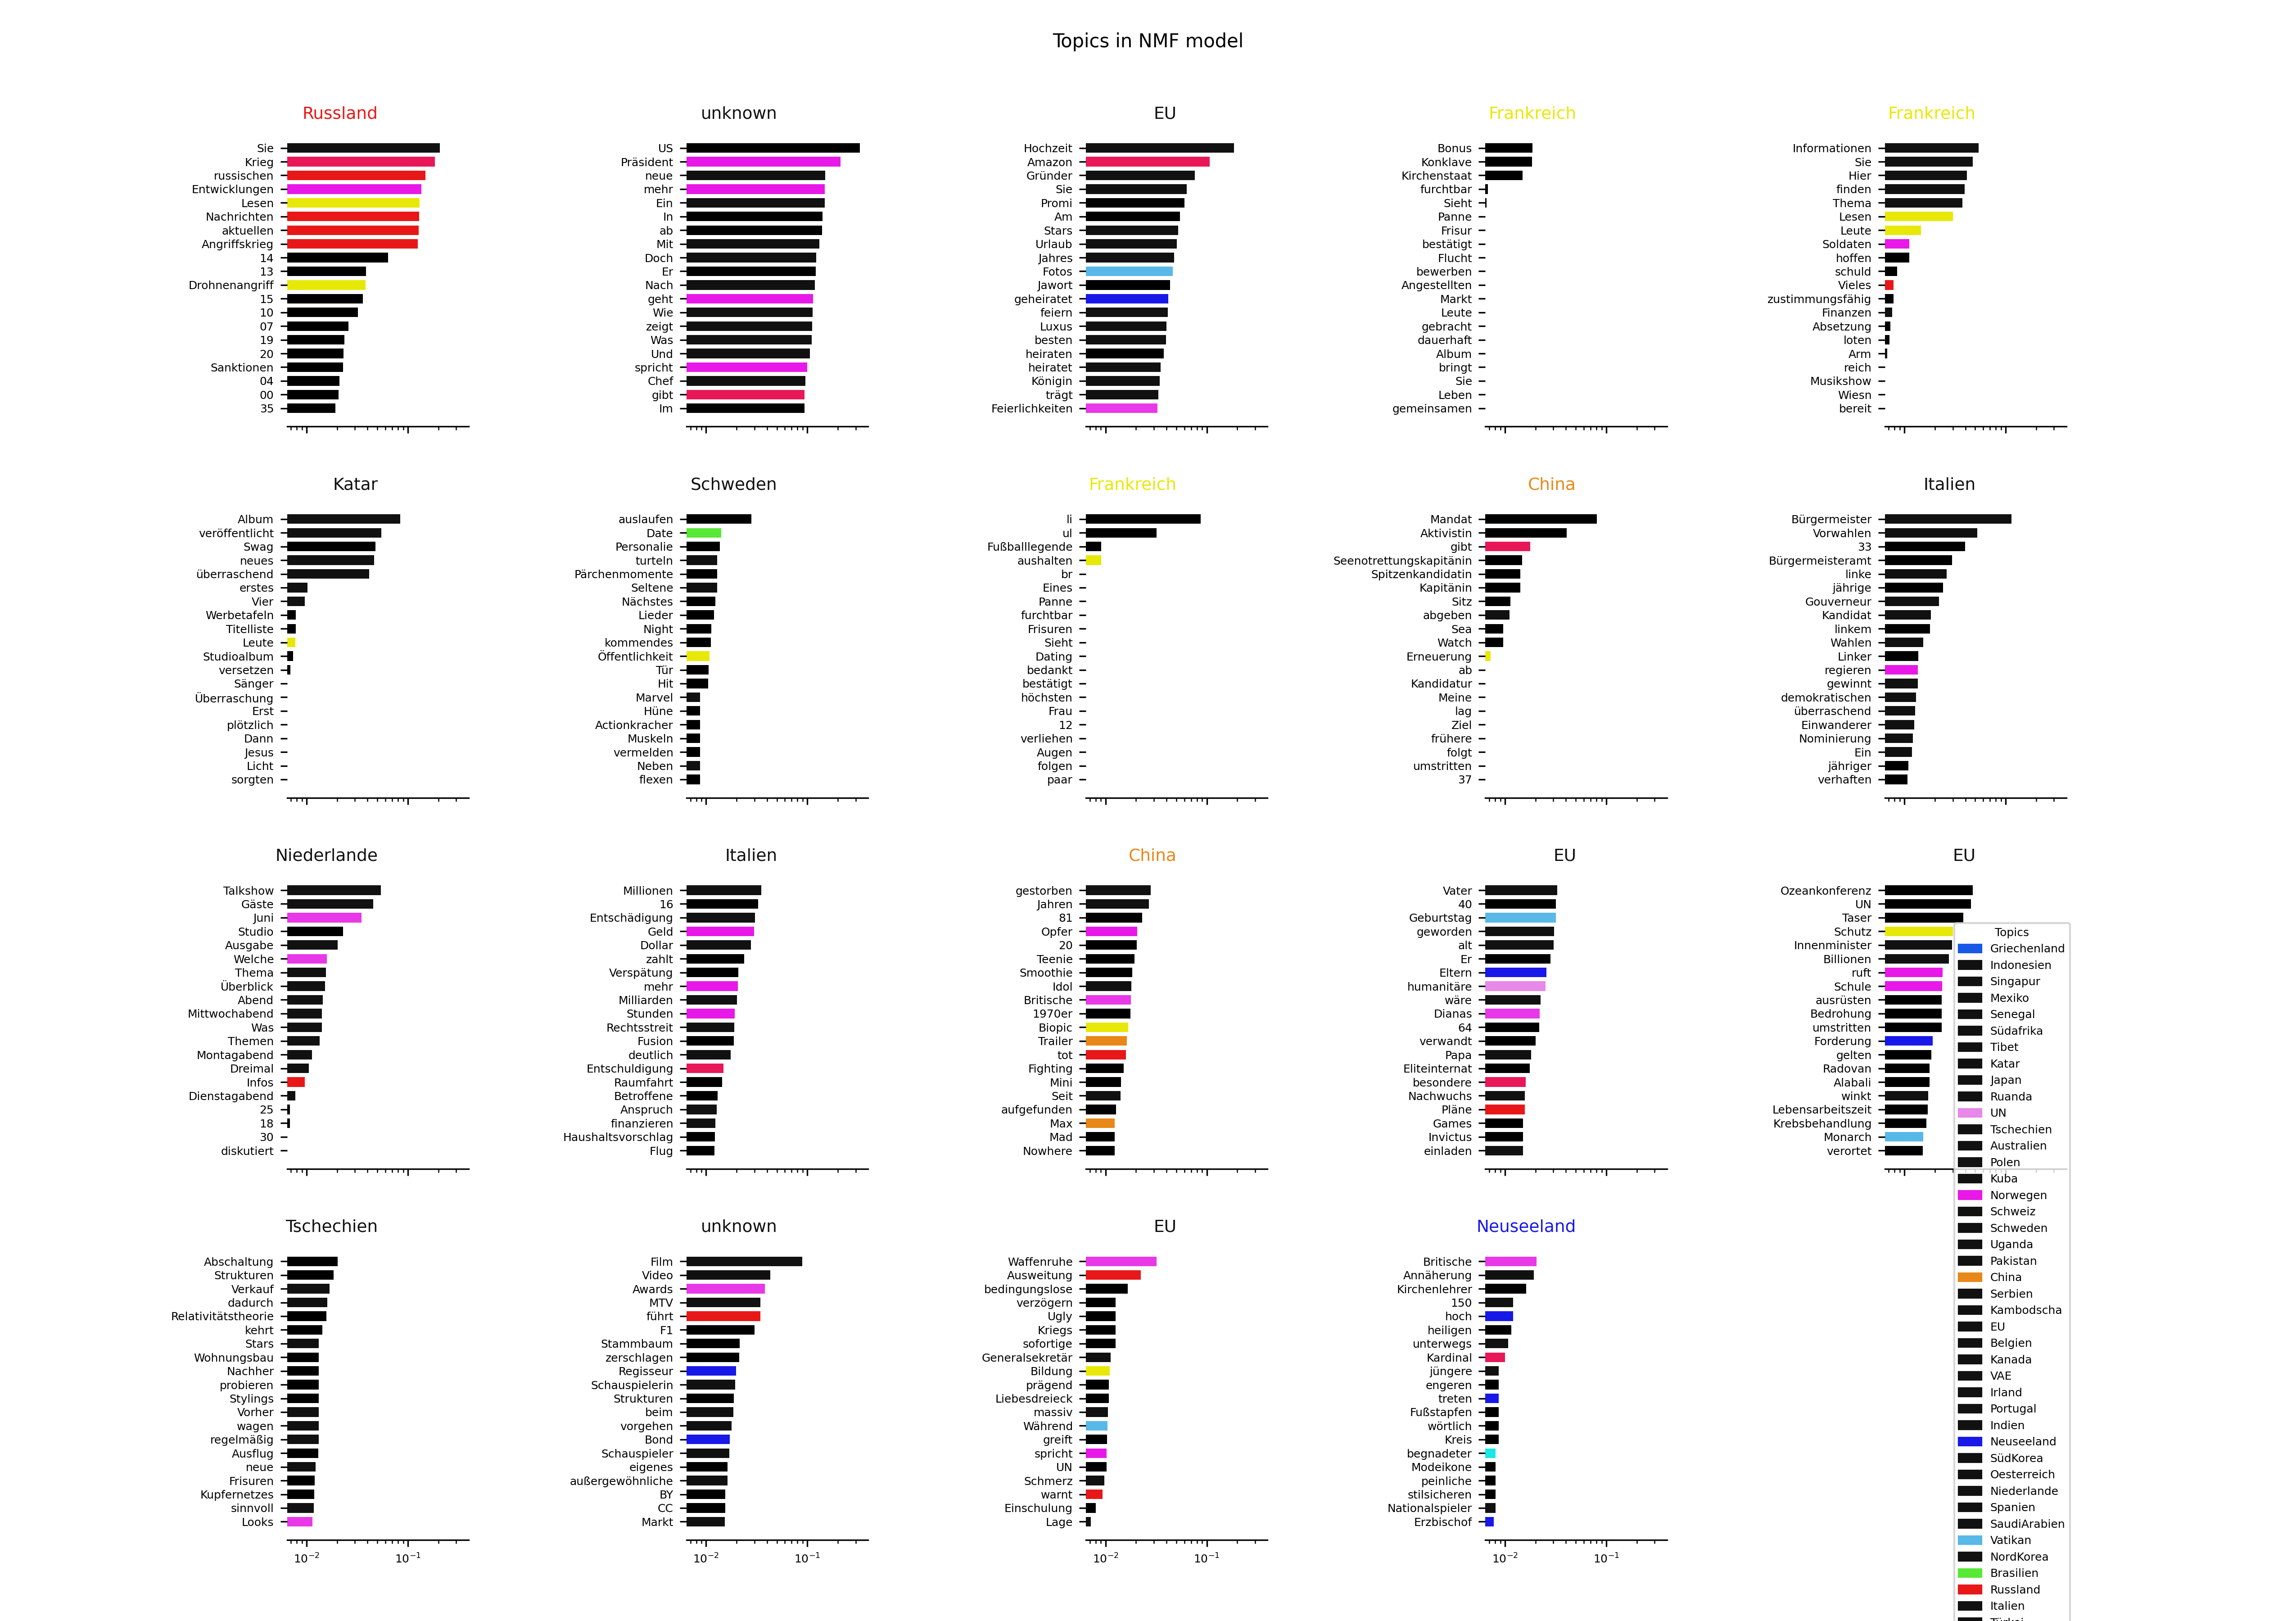 Topics in NMF model
Russland
Sie
Krieg
russischen
Entwicklungen
Lesen
Nachrichten
aktuellen
Angriffskrieg
14
13
Drohnenangriff
15
10
07
19
20
Sanktionen
04
00
35
unknown
US
Präsident
neue
mehr
Ein
In
ab
Mit
Doch
Er
Nach
geht
Wie
zeigt
Was
Und
spricht
Chef
gibt
Im
EU
Hochzeit
Amazon
Gründer
Sie
Promi
Am
Stars
Urlaub
Jahres
Fotos
Jawort
geheiratet
feiern
Luxus
besten
heiraten
heiratet
Königin
trägt
Feierlichkeiten
Frankreich
Bonus
Konklave
Kirchenstaat
furchtbar
Sieht
Panne
Frisur
bestätigt
Flucht
bewerben
Angestellten
Markt
Leute
gebracht
dauerhaft
Album
bringt
Sie
Leben
gemeinsamen
Frankreich
Informationen
Sie
Hier
finden
Thema
Lesen
Leute
Soldaten
hoffen
schuld
Vieles
zustimmungsfähig
Finanzen
Absetzung
loten
Arm
reich
Musikshow
Wiesn
bereit
Katar
Album
veröffentlicht
Swag
neues
überraschend
erstes
Vier
Werbetafeln
Titelliste
Leute
Studioalbum
versetzen
Sänger
Überraschung
Erst
plötzlich
Dann
Jesus
Licht
sorgten
Schweden
auslaufen
Date
Personalie
turteln
Pärchenmomente
Seltene
Nächstes
Lieder
Night
kommendes
Öffentlichkeit
Tür
Hit
Marvel
Hüne
Actionkracher
Muskeln
vermelden
Neben
flexen
Frankreich
li
ul
Fußballlegende
aushalten
br
Eines
Panne
furchtbar
Frisuren
Sieht
Dating
bedankt
bestätigt
höchsten
Frau
12
verliehen
Augen
folgen
paar
China
Mandat
Aktivistin
gibt
Seenotrettungskapitänin
Spitzenkandidatin
Kapitänin
Sitz
abgeben
Sea
Watch
Erneuerung
ab
Kandidatur
Meine
lag
Ziel
frühere
folgt
umstritten
37
Italien
Bürgermeister
Vorwahlen
33
Bürgermeisteramt
linke
jährige
Gouverneur
Kandidat
linkem
Wahlen
Linker
regieren
gewinnt
demokratischen
überraschend
Einwanderer
Nominierung
Ein
jähriger
verhaften
Niederlande
Talkshow
Gäste
Juni
Studio
Ausgabe
Welche
Thema
Überblick
Abend
Mittwochabend
Was
Themen
Montagabend
Dreimal
Infos
Dienstagabend
25
18
30
diskutiert
Italien
Millionen
16
Entschädigung
Geld
Dollar
zahlt
Verspätung
mehr
Milliarden
Stunden
Rechtsstreit
Fusion
deutlich
Entschuldigung
Raumfahrt
Betroffene
Anspruch
finanzieren
Haushaltsvorschlag
Flug
China
gestorben
Jahren
81
Opfer
20
Teenie
Smoothie
Idol
Britische
1970er
Biopic
Trailer
tot
Fighting
Mini
Seit
aufgefunden
Max
Mad
Nowhere
EU
Vater
40
Geburtstag
geworden
alt
Er
Eltern
humanitäre
wäre
Dianas
64
verwandt
Papa
Eliteinternat
besondere
Nachwuchs
Pläne
Games
Invictus
einladen
EU
Ozeankonferenz
UN
Taser
Schutz
Innenminister
Billionen
ruft
Schule
ausrüsten
Bedrohung
umstritten
Forderung
gelten
Radovan
Alabali
winkt
Lebensarbeitszeit
Krebsbehandlung
Monarch
verortet
Tschechien
Abschaltung
Strukturen
Verkauf
dadurch
Relativitätstheorie
kehrt
Stars
Wohnungsbau
Nachher
probieren
Stylings
Vorher
wagen
regelmäßig
Ausflug
neue
Frisuren
Kupfernetzes
sinnvoll
Looks
10⁻² 10⁻¹
unknown
Film
Video
Awards
MTV
führt
F1
Stammbaum
zerschlagen
Regisseur
Schauspielerin
Strukturen
beim
vorgehen
Bond
Schauspieler
eigenes
außergewöhnliche
BY
CC
Markt
10⁻² 10⁻¹
EU
Waffenruhe
Ausweitung
bedingungslose
verzögern
Ugly
Kriegs
sofortige
Generalsekretär
Bildung
prägend
Liebesdreieck
massiv
Während
greift
spricht
UN
Schmerz
warnt
Einschulung
Lage
10⁻² 10⁻¹
Neuseeland
Britische
Annäherung
Kirchenlehrer
150
hoch
heiligen
unterwegs
Kardinal
jüngere
engeren
treten
Fußstapfen
wörtlich
Kreis
begnadeter
Modeikone
peinliche
stilsicheren
Nationalspieler
Erzbischof
10⁻² 10⁻¹
Topics
Griechenland
Indonesien
Singapur
Mexiko
Senegal
Südafrika
Tibet
Katar
Japan
Ruanda
UN
Tschechien
Australien
Polen
Kuba
Norwegen
Schweiz
Schweden
Uganda
Pakistan
China
Serbien
Kambodscha
EU
Belgien
Kanada
VAE
Irland
Portugal
Indien
Neuseeland
SüdKorea
Oesterreich
Niederlande
Spanien
SaudiArabien
Vatikan
NordKorea
Brasilien
Russland
Italien